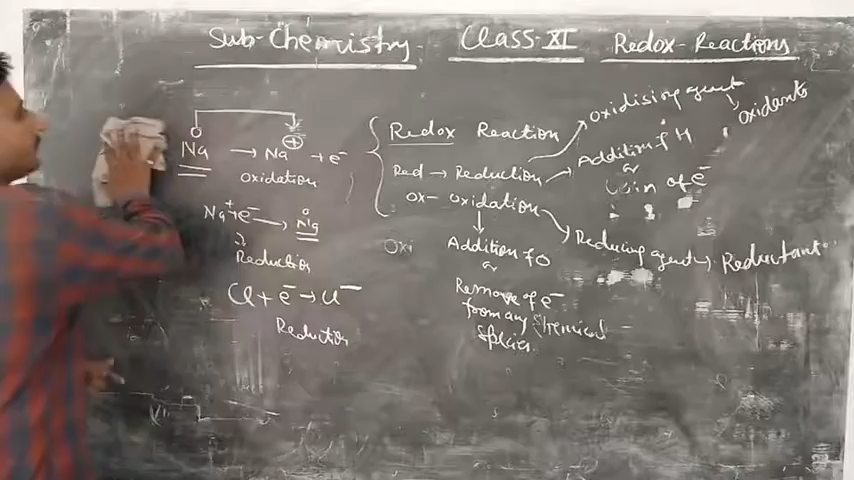 Sub-Chemistry. Class-XI Redox-Reactions
Na → Na⊕ + e⁻
oxidation
Na⁺+e⁻ →
Reduction
Cl + e⁻ → Cl⁻
Reduction
Redox Reaction
Red → Reduction
ox- oxidation
Oxi
Addition of O
or
Remove of e⁻
from any Chemical
Species.
oxidising agent → oxidants
Addition of H
or
Gain of e⁻
Reducing agent → Reductant